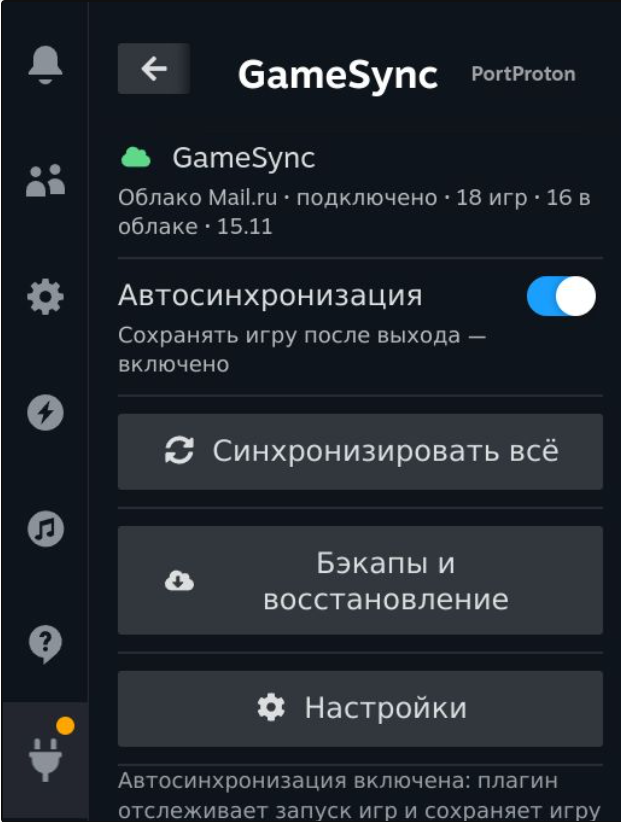 GameSync PortProton
GameSync
Облако Mail.ru · подключено · 18 игр · 16 в
облаке · 15.11
Автосинхронизация
Сохранять игру после выхода —
включено
Синхронизировать всё
Бэкапы и
восстановление
Настройки
Автосинхронизация включена: плагин
отслеживает запуск игр и сохраняет игру